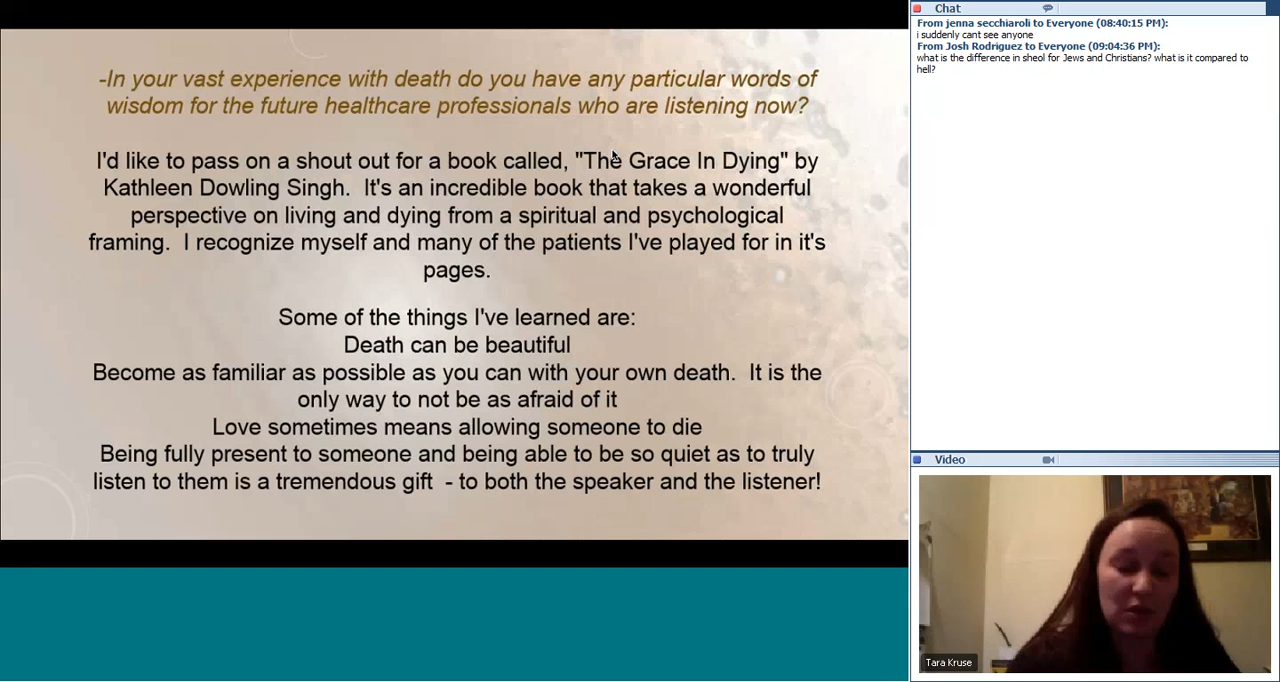 -In your vast experience with death do you have any particular words of
wisdom for the future healthcare professionals who are listening now?
I'd like to pass on a shout out for a book called, "The Grace In Dying" by
Kathleen Dowling Singh.  It's an incredible book that takes a wonderful
perspective on living and dying from a spiritual and psychological
framing.  I recognize myself and many of the patients I've played for in it's
pages.
Some of the things I've learned are:
Death can be beautiful
Become as familiar as possible as you can with your own death.  It is the
only way to not be as afraid of it
Love sometimes means allowing someone to die
Being fully present to someone and being able to be so quiet as to truly
listen to them is a tremendous gift  - to both the speaker and the listener!
Chat
From jenna secchiaroli to Everyone (08:40:15 PM):
i suddenly cant see anyone
From Josh Rodriguez to Everyone (09:04:36 PM):
what is the difference in sheol for Jews and Christians? what is it compared to
hell?
Video
Tara Kruse